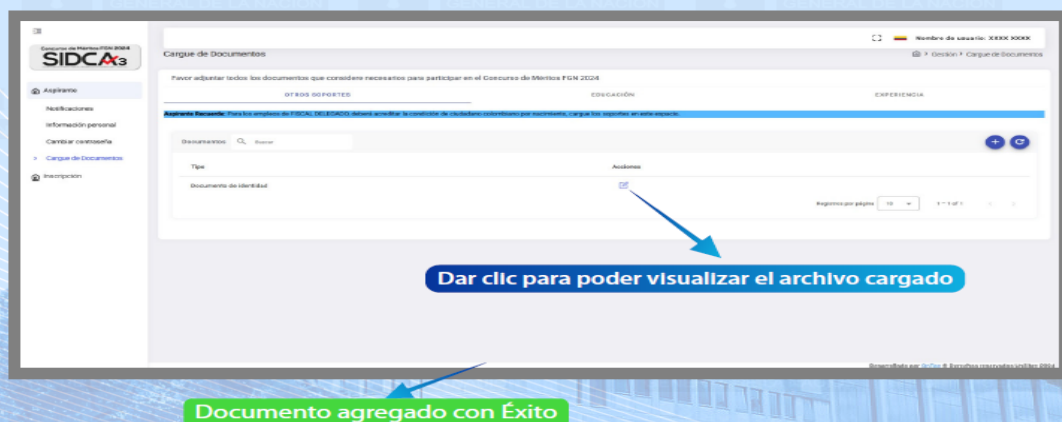 GENERAL DE LA NACIÓN
Nombre de usuario: XXXX XXXX
Concurso de Méritos FGN 2024
SIDCA3
Cargue de Documentos
Gestión
Cargue de Documentos
Favor adjuntar todos los documentos que considere necesarios para participar en el Concurso de Méritos FGN 2024
Aspirante
OTROS SOPORTES
EDUCACIÓN
EXPERIENCIA
Notificaciones
Aspirante Recuerde: Para los empleos de FISCAL DELEGADO deberá acreditar la condición de ciudadano colombiano por nacimiento, cargue los soportes en este espacio.
Información personal
Cambiar contraseña
Documentos
Buscar
Cargue de Documentos
Tipo
Acciones
Inscripción
Documento de identidad
Registros por página
10
1 – 1 of 1
Dar clic para poder visualizar el archivo cargado
Documento agregado con Éxito